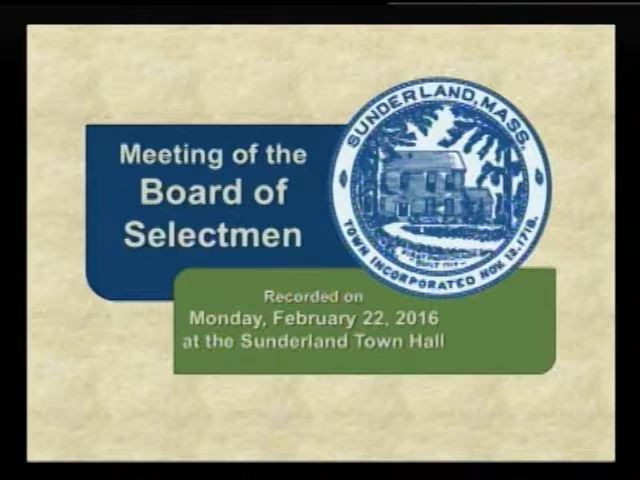 Meeting of the
Board of
Selectmen
SUNDERLAND, MASS.
TOWN INCORPORATED NOV. 12, 1718.
Recorded on
Monday, February 22, 2016
at the Sunderland Town Hall